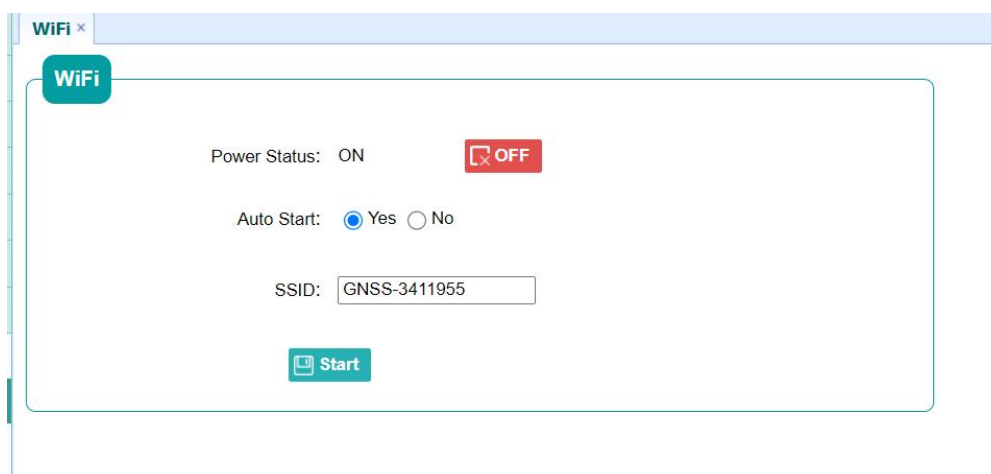 WiFi ×
WiFi
Power Status: ON OFF
Auto Start: Yes No
SSID: GNSS-3411955
Start